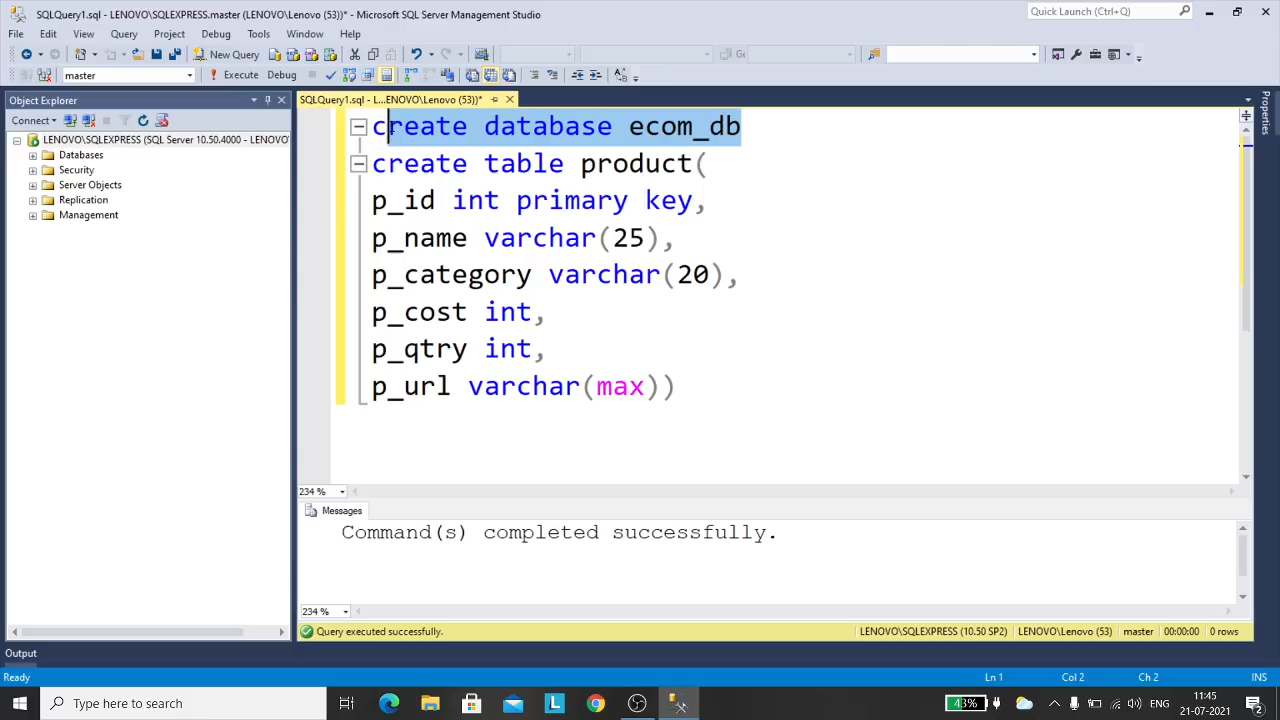 SQLQuery1.sql - LENOVO\SQLEXPRESS.master (LENOVO\Lenovo (53))* - Microsoft SQL Server Management Studio
Quick Launch (Ctrl+Q)
File Edit View Query Project Debug Tools Window Help
New Query
master
Execute Debug
Object Explorer
SQLQuery1.sql - L...ENOVO\Lenovo (53))*
Properties
Connect
LENOVO\SQLEXPRESS (SQL Server 10.50.4000 - LENOVO
Databases
Security
Server Objects
Replication
Management
create database ecom_db
create table product(
p_id int primary key,
p_name varchar(25),
p_category varchar(20),
p_cost int,
p_qtry int,
p_url varchar(max))
234 %
Messages
Command(s) completed successfully.
234 %
Query executed successfully.
LENOVO\SQLEXPRESS (10.50 SP2) LENOVO\Lenovo (53) master 00:00:00 0 rows
Output
Ready
Ln 1 Col 2 Ch 2 INS
Type here to search
43%
ENG
11:45
21-07-2021
2